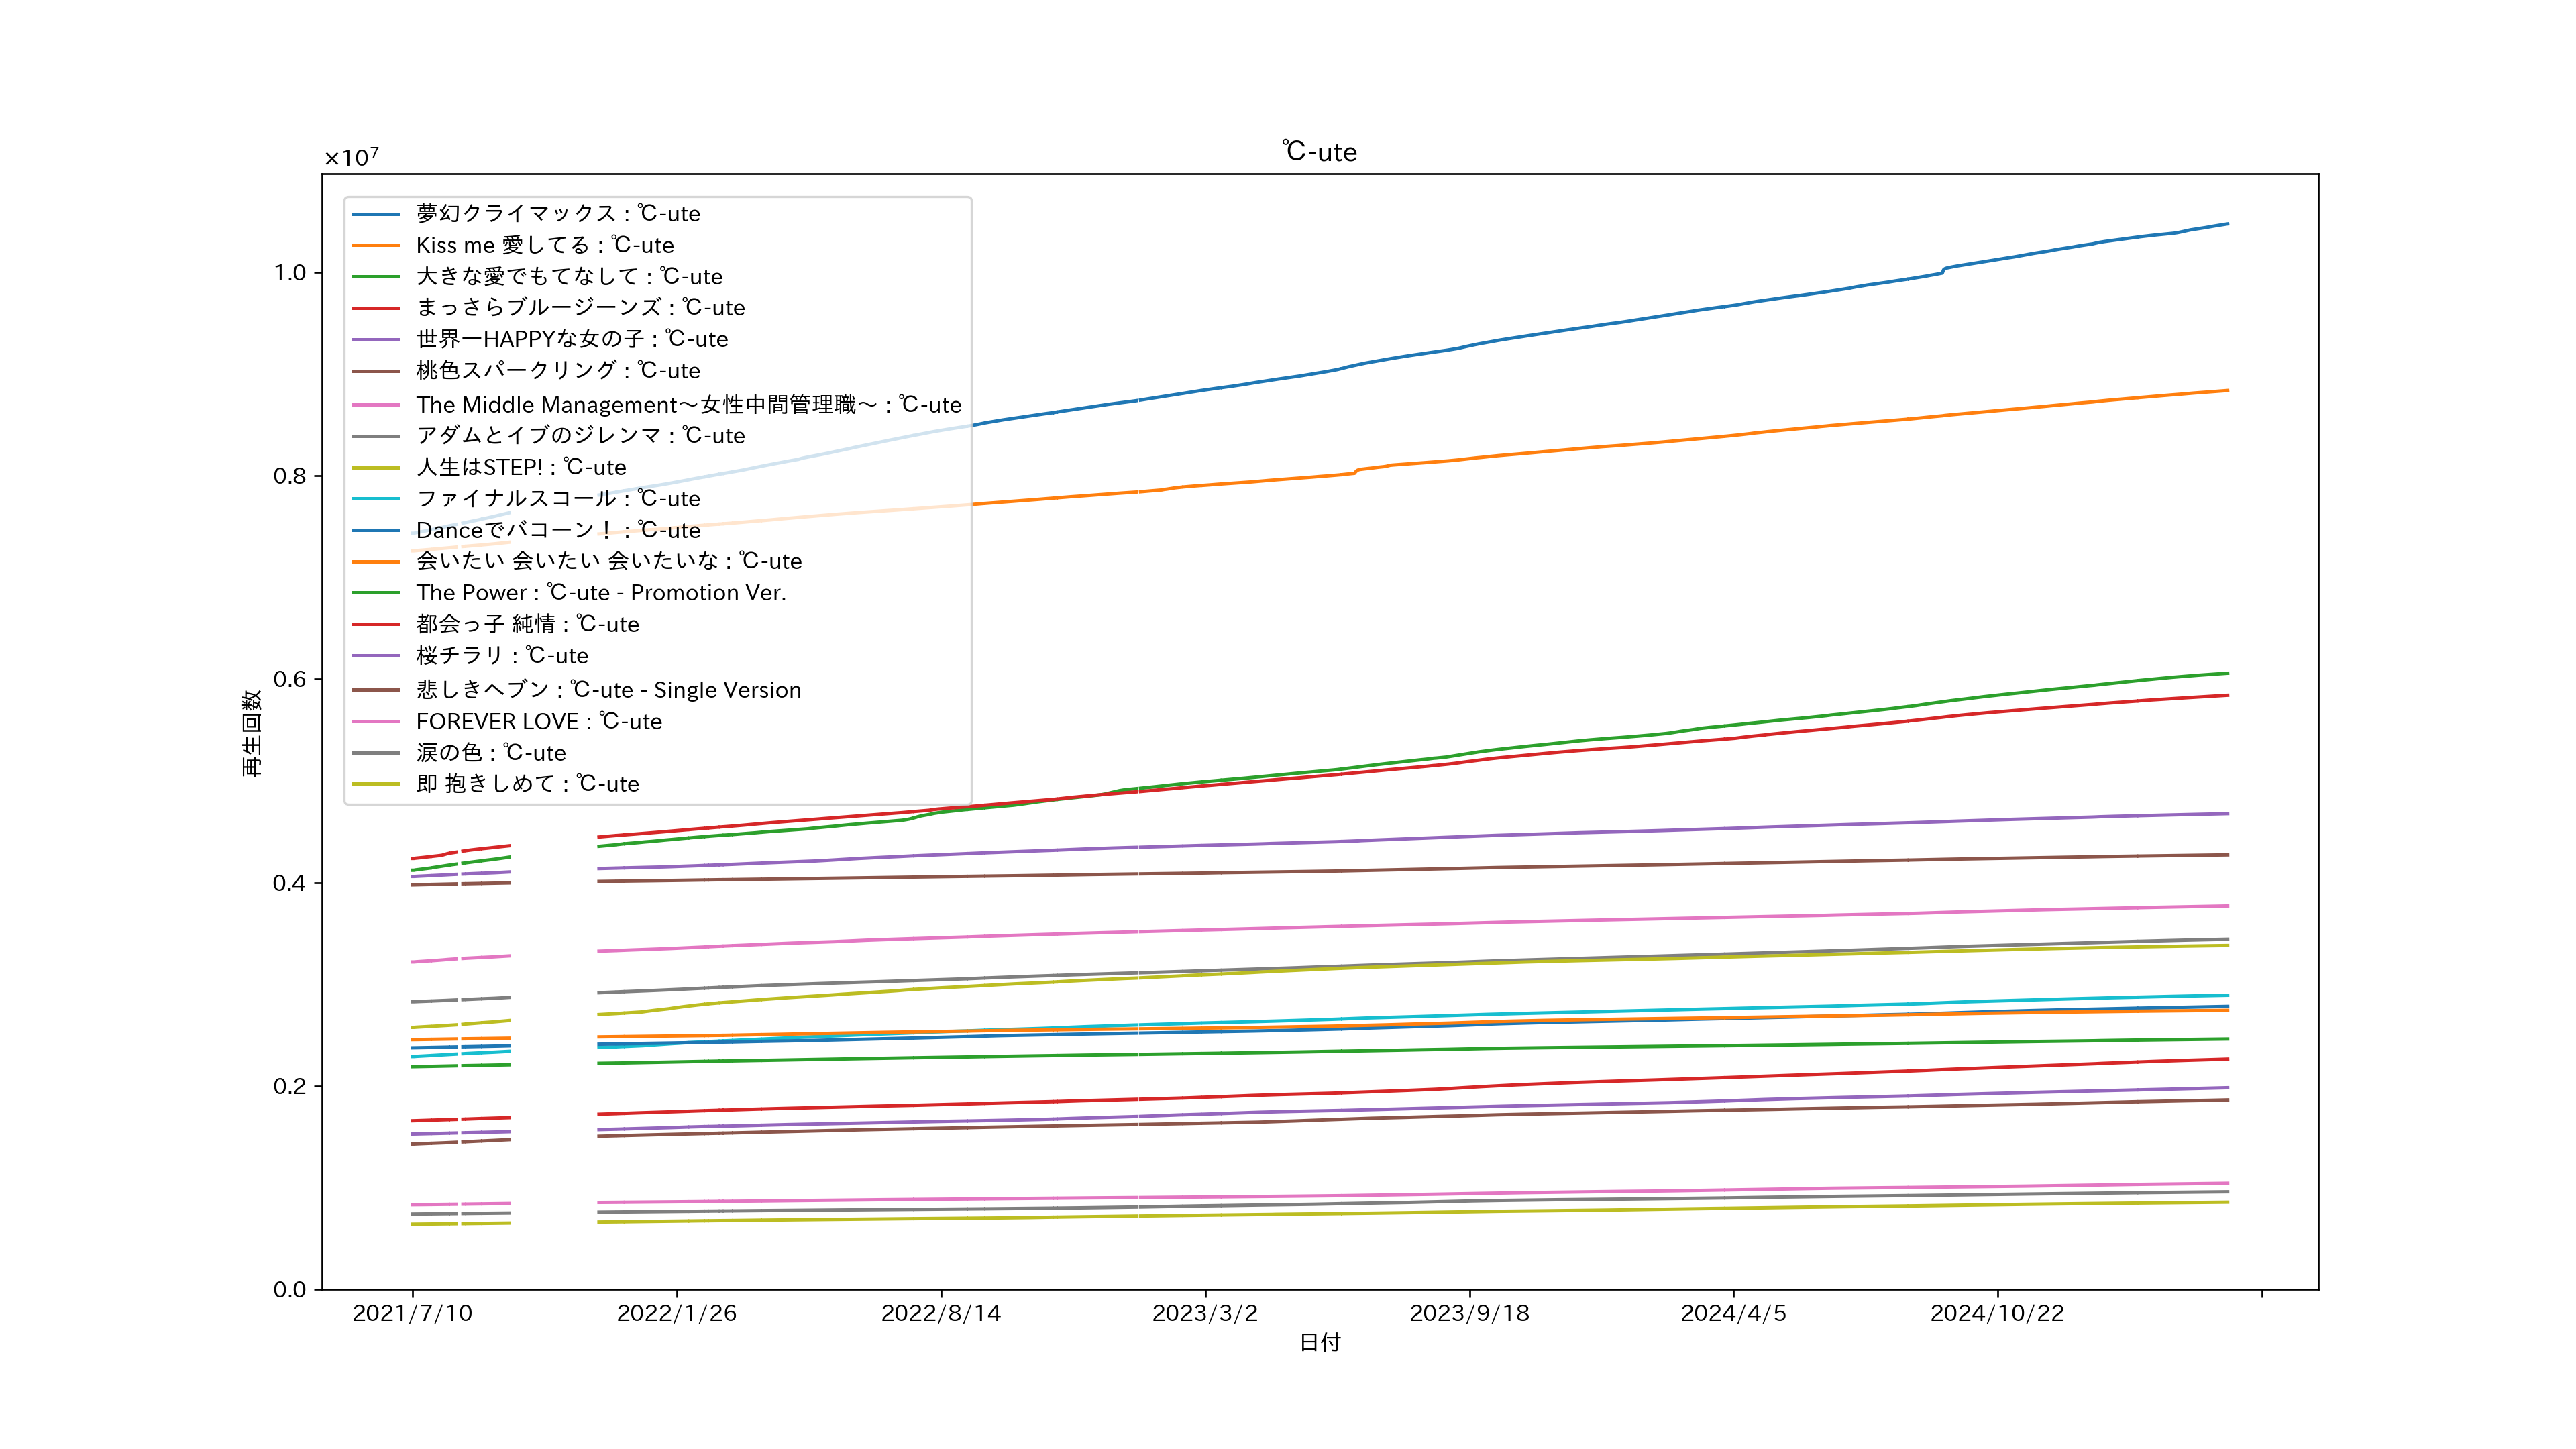 ℃-ute
×10⁷
夢幻クライマックス : ℃-ute
Kiss me 愛してる : ℃-ute
大きな愛でもてなして : ℃-ute
まっさらブルージーンズ : ℃-ute
世界一HAPPYな女の子 : ℃-ute
桃色スパークリング : ℃-ute
The Middle Management～女性中間管理職～ : ℃-ute
アダムとイブのジレンマ : ℃-ute
人生はSTEP! : ℃-ute
ファイナルスコール : ℃-ute
Danceでバコーン！ : ℃-ute
会いたい 会いたい 会いたいな : ℃-ute
The Power : ℃-ute - Promotion Ver.
都会っ子 純情 : ℃-ute
桜チラリ : ℃-ute
悲しきヘブン : ℃-ute - Single Version
FOREVER LOVE : ℃-ute
涙の色 : ℃-ute
即 抱きしめて : ℃-ute
1.0
0.8
0.6
0.4
0.2
0.0
再生回数
2021/7/10 2022/1/26 2022/8/14 2023/3/2 2023/9/18 2024/4/5 2024/10/22
日付